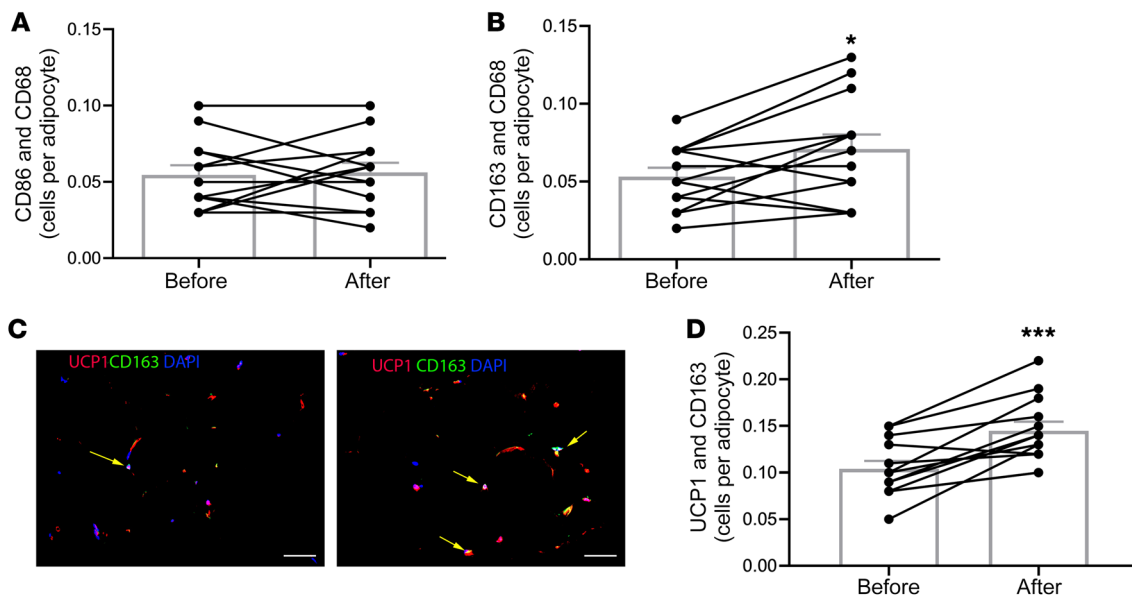 A
CD86 and CD68
(cells per adipocyte)
0.15
0.10
0.05
0.00
Before
After
B
CD163 and CD68
(cells per adipocyte)
0.15
0.10
0.05
0.00
*
Before
After
C
UCP1 CD163 DAPI
UCP1 CD163 DAPI
D
UCP1 and CD163
(cells per adipocyte)
0.25
0.20
0.15
0.10
0.05
0.00
***
Before
After